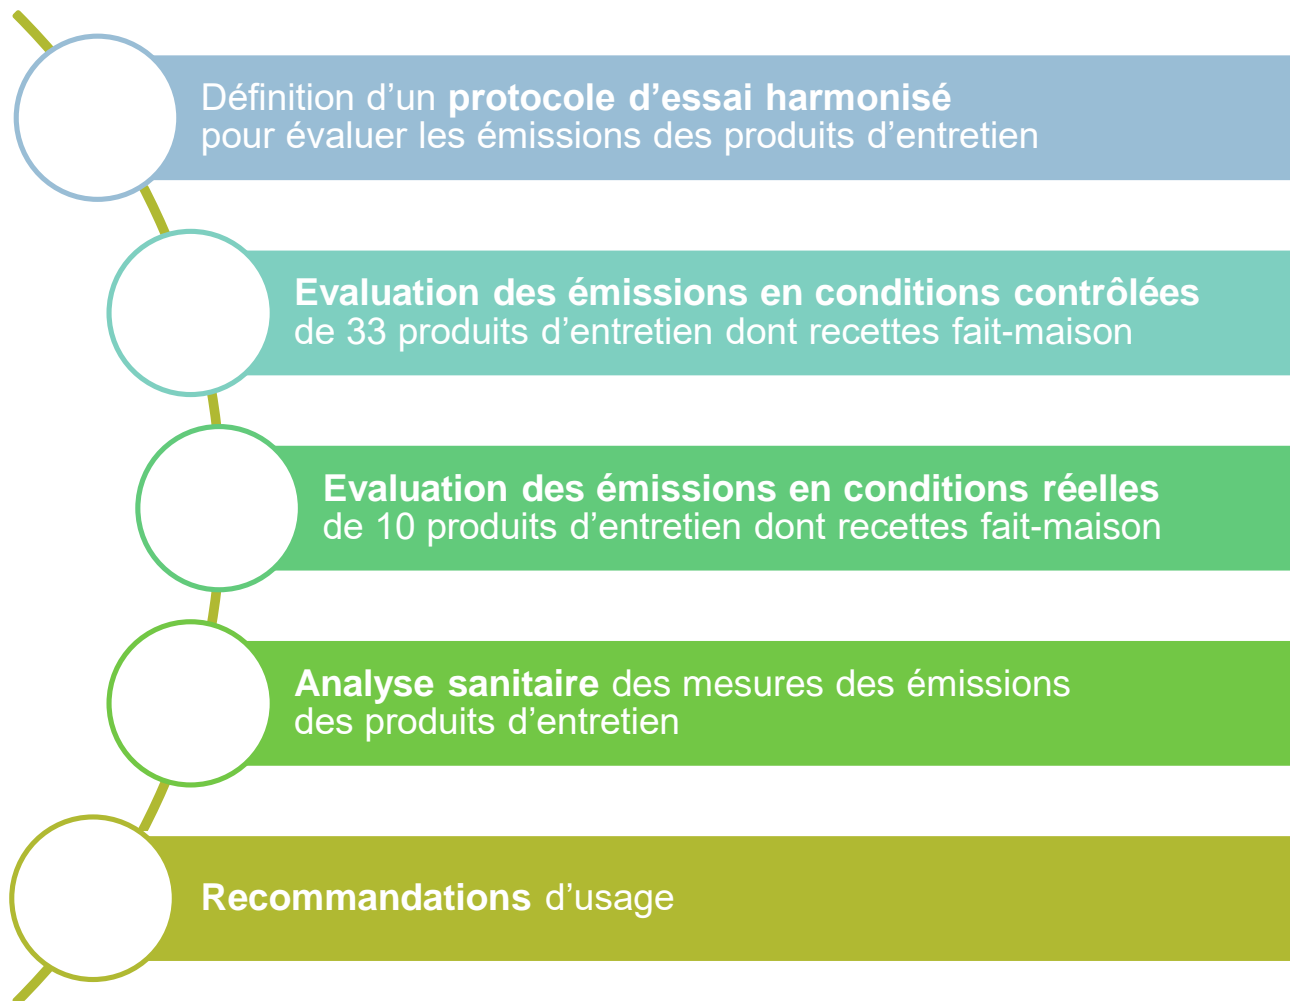 Définition d’un protocole d’essai harmonisé
pour évaluer les émissions des produits d’entretien
Evaluation des émissions en conditions contrôlées
de 33 produits d’entretien dont recettes fait-maison
Evaluation des émissions en conditions réelles
de 10 produits d’entretien dont recettes fait-maison
Analyse sanitaire des mesures des émissions
des produits d’entretien
Recommandations d’usage